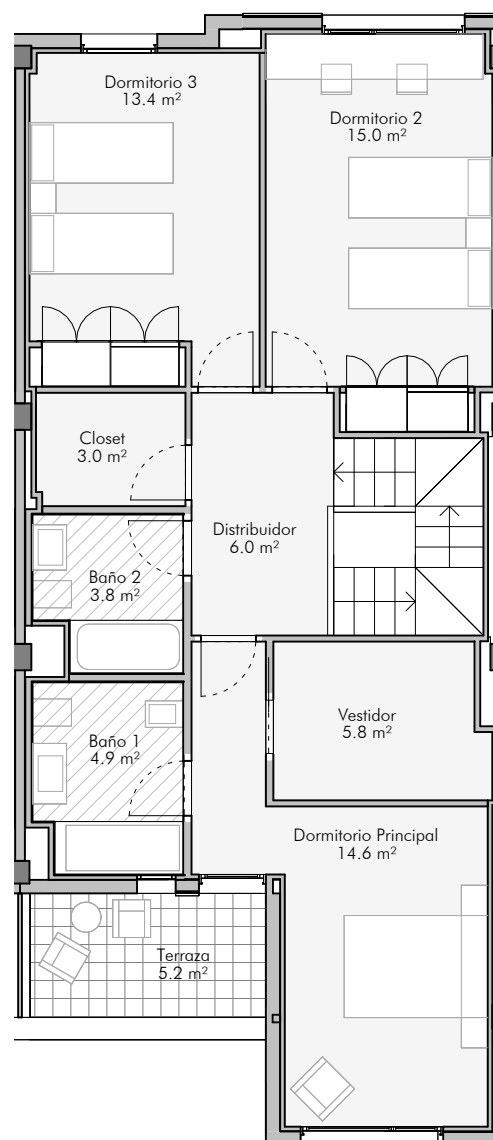 Dormitorio 3
13.4 m²
Dormitorio 2
15.0 m²
Closet
3.0 m²
Distribuidor
6.0 m²
Baño 2
3.8 m²
Vestidor
5.8 m²
Baño 1
4.9 m²
Dormitorio Principal
14.6 m²
Terraza
5.2 m²